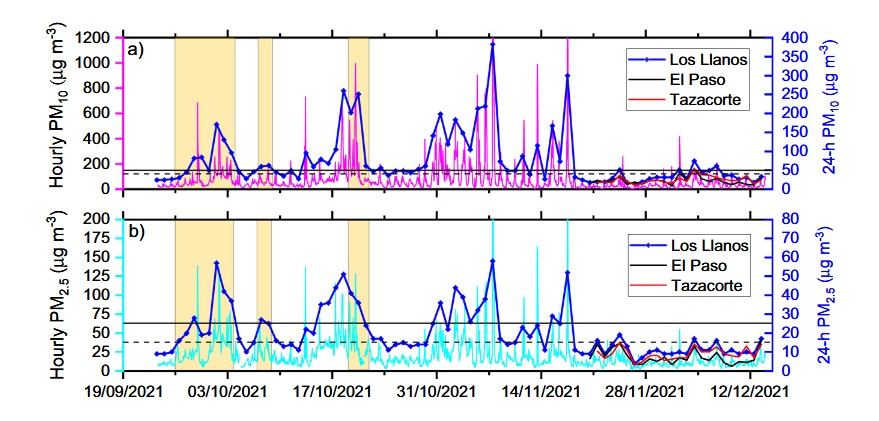 a)
Hourly PM10 (µg m-3)
1200
1000
800
600
400
200
0
Los Llanos
El Paso
Tazacorte
400
350
300
250
200
150
100
50
0
24-h PM10 (µg m-3)
b)
Hourly PM2.5 (µg m-3)
200
175
150
125
100
75
50
25
0
Los Llanos
El Paso
Tazacorte
80
70
60
50
40
30
20
10
0
24-h PM2.5 (µg m-3)
19/09/2021 03/10/2021 17/10/2021 31/10/2021 14/11/2021 28/11/2021 12/12/2021